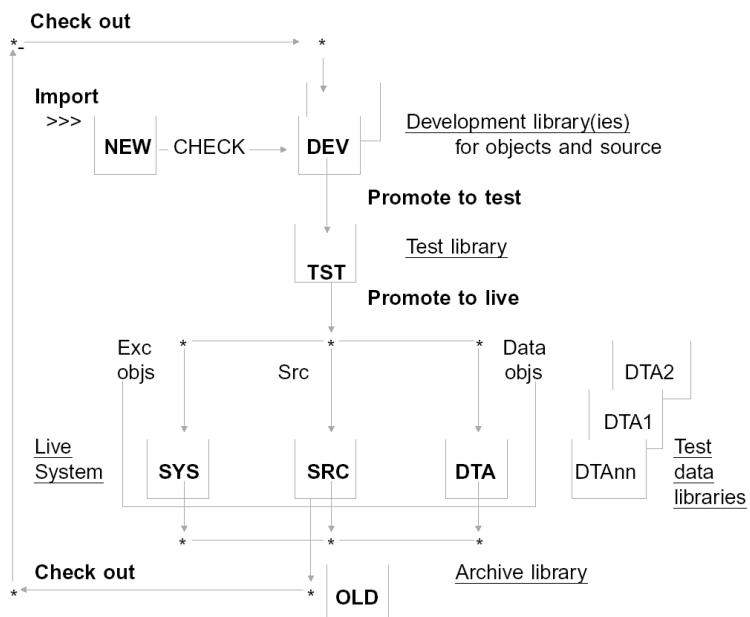 Check out
*- *
Import
>>>
NEW CHECK DEV
Development library(ies)
for objects and source
Promote to test
Test library
TST
Promote to live
Exc
objs
* * *
Src
Data
objs
DTA2
DTA1
DTAnn
Test
data
libraries
Live
System
SYS SRC DTA
* * *
Check out
* *
OLD
Archive library